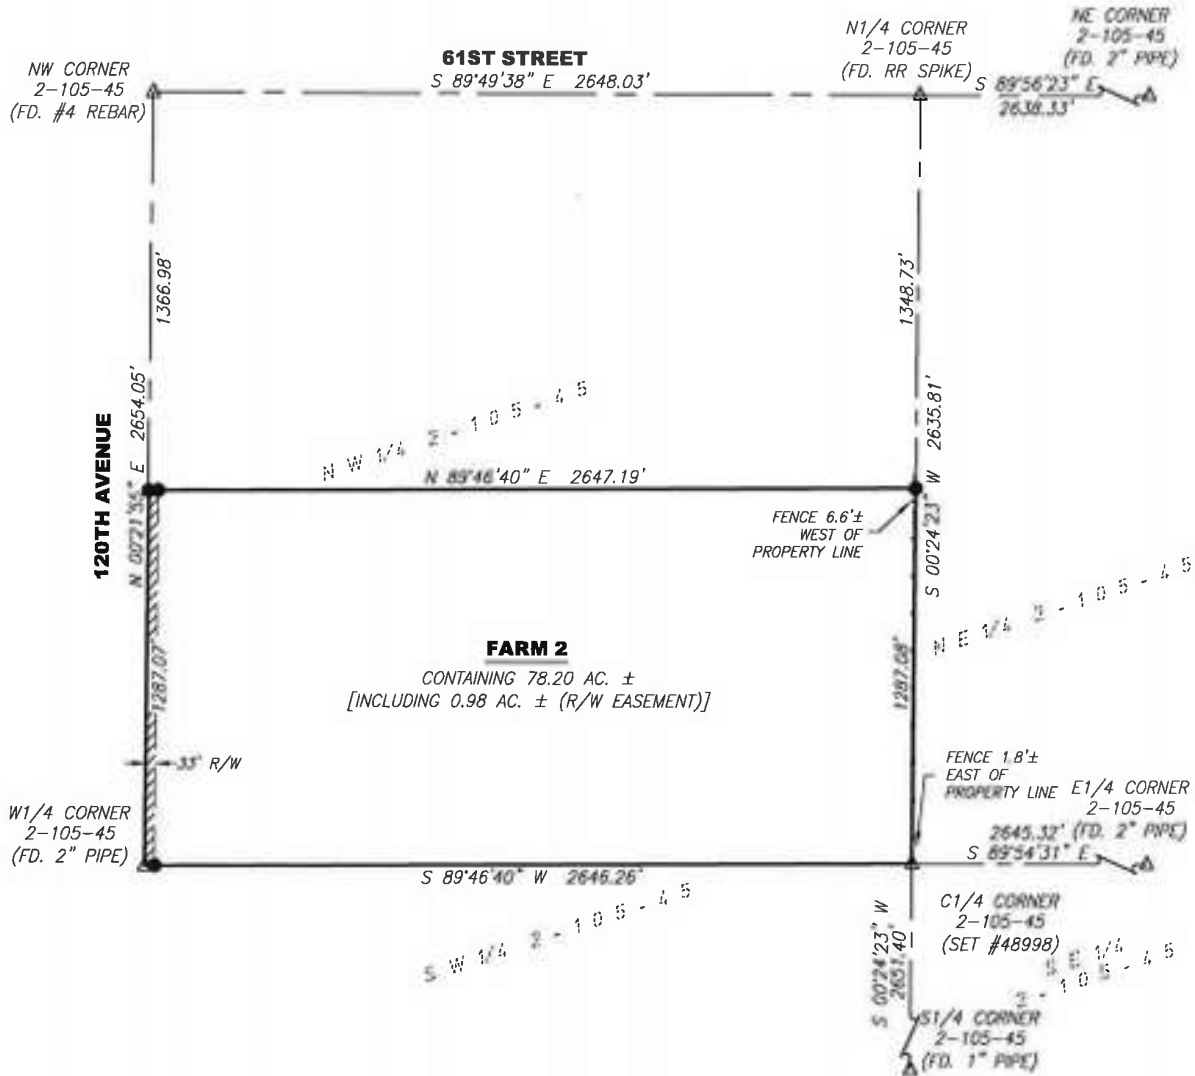 NW CORNER
2-105-45
(FD. #4 REBAR)
61ST STREET
S 89°49'38" E 2648.03'
N1/4 CORNER
2-105-45
(FD. RR SPIKE)
NE CORNER
2-105-45
(FD. 2" PIPE)
S 89°56'23" E
2638.33'
1366.98'
1348.73'
120TH AVENUE
N 00°21'55" E 2654.05'
NW 1/4 2-105-45
N 89°46'40" E 2647.19'
S 00°24'23" W 2635.81'
FENCE 6.6'±
WEST OF
PROPERTY LINE
NE 1/4 2-105-45
FARM 2
CONTAINING 78.20 AC. ±
[INCLUDING 0.98 AC. ± (R/W EASEMENT)]
1287.07'
1287.08'
33' R/W
FENCE 1.8'±
EAST OF
PROPERTY LINE
W1/4 CORNER
2-105-45
(FD. 2" PIPE)
E1/4 CORNER
2-105-45
(FD. 2" PIPE)
2645.32'
S 89°54'31" E
S 89°46'40" W 2646.26'
SW 1/4 2-105-45
C1/4 CORNER
2-105-45
(SET #48998)
SE 1/4
2-105-45
S 00°24'23" W
2651.40'
S1/4 CORNER
2-105-45
(FD. 1" PIPE)